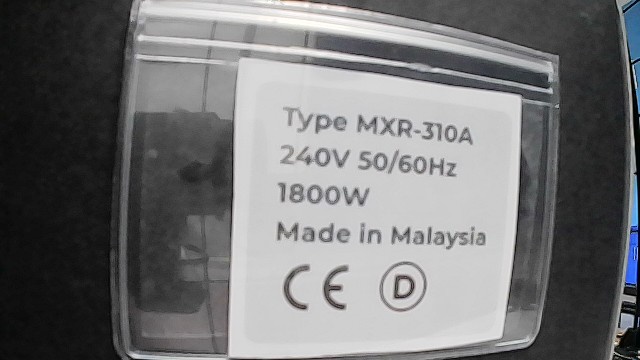 Type MXR-310A
240V 50/60Hz
1800W
Made in Malaysia
CE D